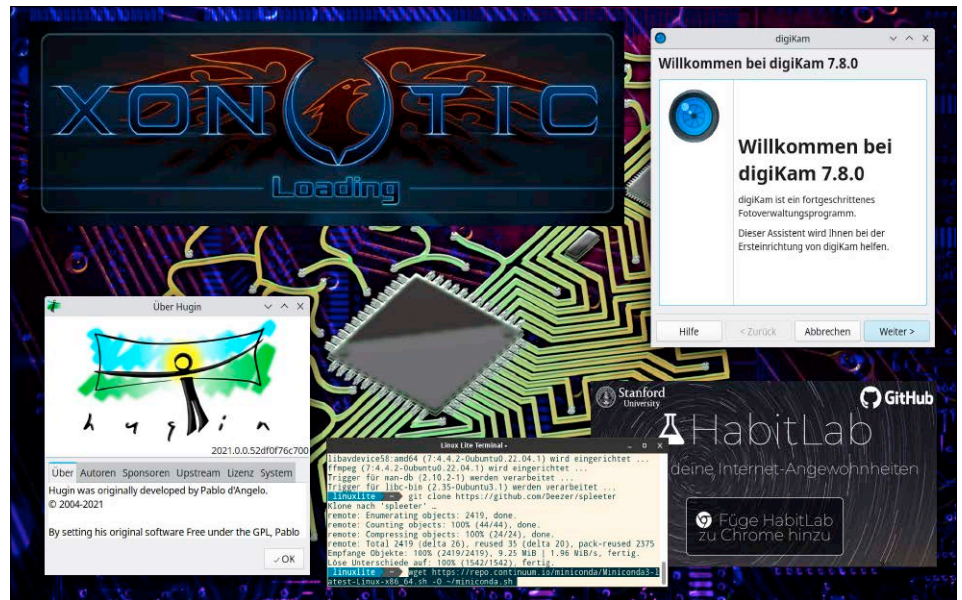 XONOTIC
Loading
digiKam
Willkommen bei digiKam 7.8.0
Willkommen bei
digiKam 7.8.0
digiKam ist ein fortgeschrittenes
Fotoverwaltungsprogramm.
Dieser Assistent wird Ihnen bei der
Ersteinrichtung von digiKam helfen.
Hilfe
< Zurück
Abbrechen
Weiter >
Über Hugin
hugin
2021.0.0.52df0f76c700
Über Autoren Sponsoren Upstream Lizenz System
Hugin was originally developed by Pablo d'Angelo.
© 2004-2021
By setting his original software Free under the GPL, Pablo
OK
Linux Lite Terminal -
libavdevice58:amd64 (7:4.4.2-0ubuntu0.22.04.1) wird eingerichtet ...
ffmpeg (7:4.4.2-0ubuntu0.22.04.1) wird eingerichtet ...
Trigger für man-db (2.10.2-1) werden verarbeitet ...
Trigger für libc-bin (2.35-0ubuntu3.1) werden verarbeitet ...
linuxlite ~ git clone https://github.com/Deezer/spleeter
Klone nach 'spleeter' …
remote: Enumerating objects: 2419, done.
remote: Counting objects: 100% (44/44), done.
remote: Compressing objects: 100% (24/24), done.
remote: Total 2419 (delta 26), reused 35 (delta 20), pack-reused 2375
Empfange Objekte: 100% (2419/2419), 9.25 MiB | 1.96 MiB/s, fertig.
Löse Unterschiede auf: 100% (1542/1542), fertig.
linuxlite ~ wget https://repo.continuum.io/miniconda/Miniconda3-l
atest-Linux-x86_64.sh -O ~/miniconda.sh
Stanford
University
GitHub
HabitLab
deine Internet-Angewohnheiten
Füge HabitLab
zu Chrome hinzu